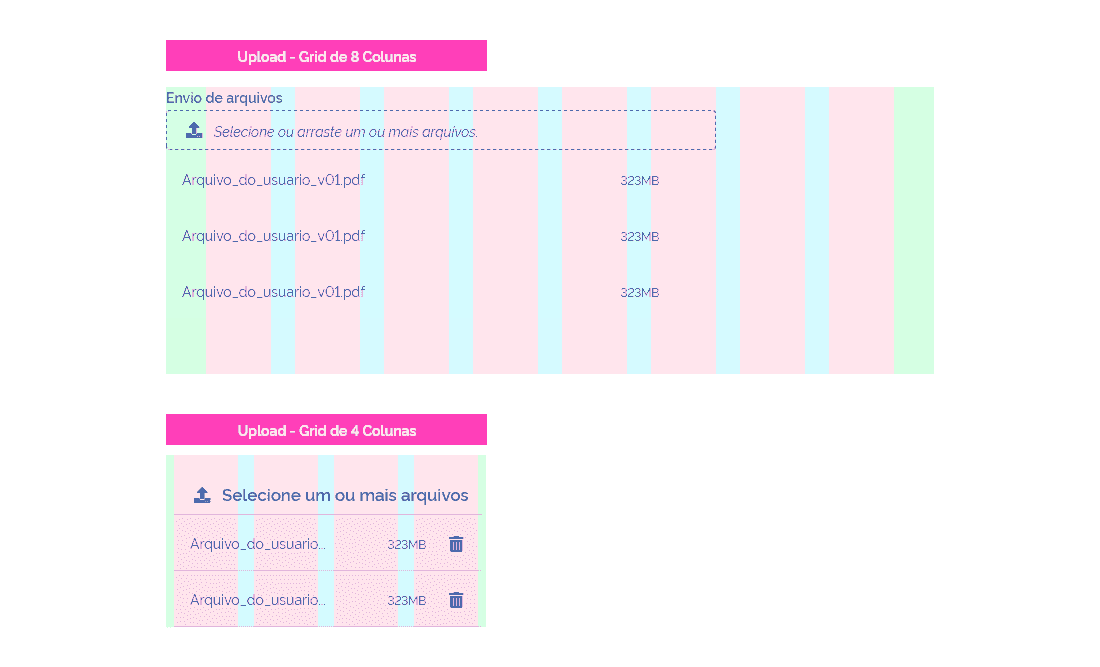 Upload - Grid de 8 Colunas
Envio de arquivos
Selecione ou arraste um ou mais arquivos.
Arquivo_do_usuario_v01.pdf 323MB
Arquivo_do_usuario_v01.pdf 323MB
Arquivo_do_usuario_v01.pdf 323MB
Upload - Grid de 4 Colunas
Selecione um ou mais arquivos
Arquivo_do_usuario... 323MB
Arquivo_do_usuario... 323MB